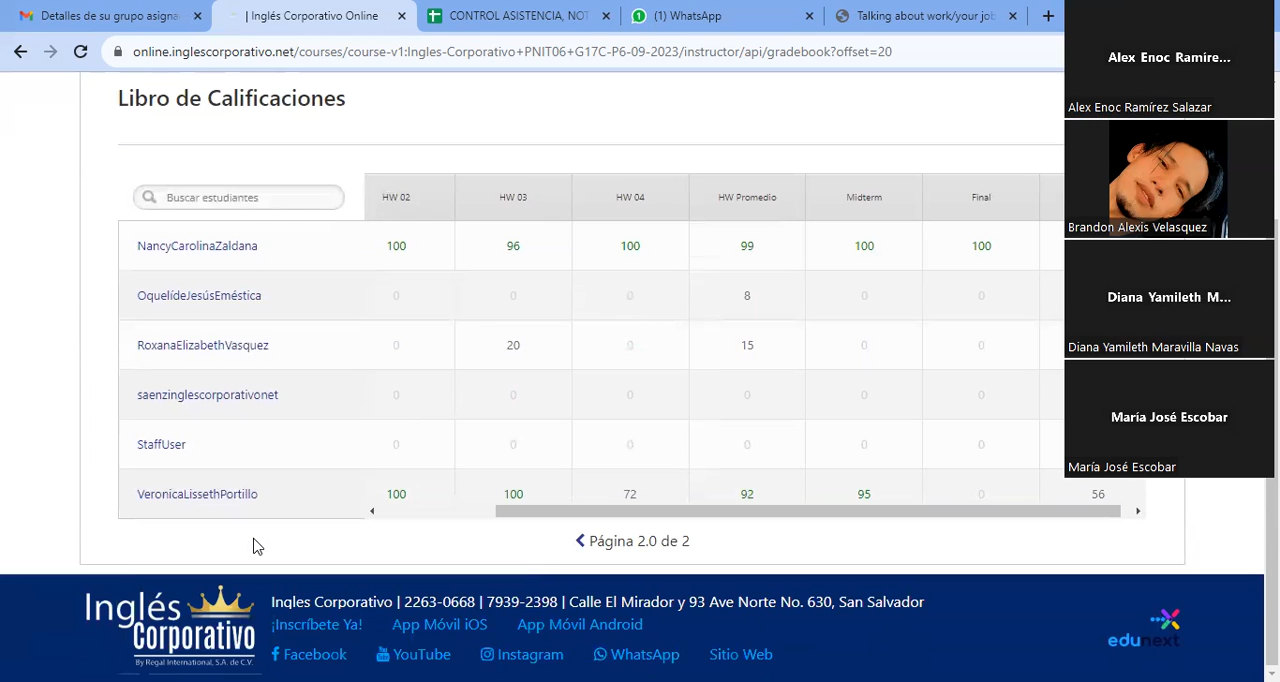 Detalles de su grupo asigna
| Inglés Corporativo Online
CONTROL ASISTENCIA, NOT
(1) WhatsApp
Talking about work/your job
online.inglescorporativo.net/courses/course-v1:Ingles-Corporativo+PNIT06+G17C-P6-09-2023/instructor/api/gradebook?offset=20
Libro de Calificaciones
Buscar estudiantes
HW 02 HW 03 HW 04 HW Promedio Midterm Final
NancyCarolinaZaldana 100 96 100 99 100 100
OquelídeJesúsEméstica 0 0 0 8 0 0
RoxanaElizabethVasquez 0 20 0 15 0 0
saenzinglescorporativonet 0 0 0 0 0 0
StaffUser 0 0 0 0 0 0
VeronicaLissethPortillo 100 100 72 92 95 0 56
Página 2.0 de 2
Inglés
Corporativo
By Regal International, S.A. de C.V.
Ingles Corporativo | 2263-0668 | 7939-2398 | Calle El Mirador y 93 Ave Norte No. 630, San Salvador
¡Inscríbete Ya! App Móvil iOS App Móvil Android
Facebook YouTube Instagram WhatsApp Sitio Web
edunext
Alex Enoc Ramíre...
Alex Enoc Ramírez Salazar
Brandon Alexis Velasquez
Diana Yamileth M...
Diana Yamileth Maravilla Navas
María José Escobar
María José Escobar